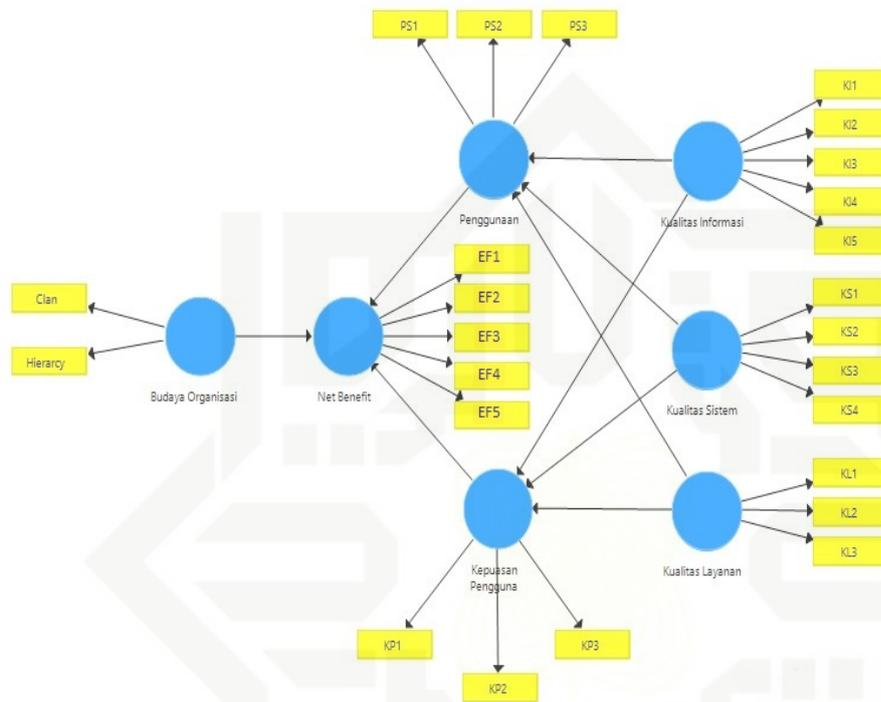 PS1
PS2
PS3
KI1
KI2
KI3
KI4
KI5
Penggunaan
Kualitas Informasi
EF1
EF2
EF3
EF4
EF5
Clan
Hierarcy
Budaya Organisasi
Net Benefit
KS1
KS2
KS3
KS4
Kualitas Sistem
KL1
KL2
KL3
Kepuasan
Pengguna
Kualitas Layanan
KP1
KP2
KP3